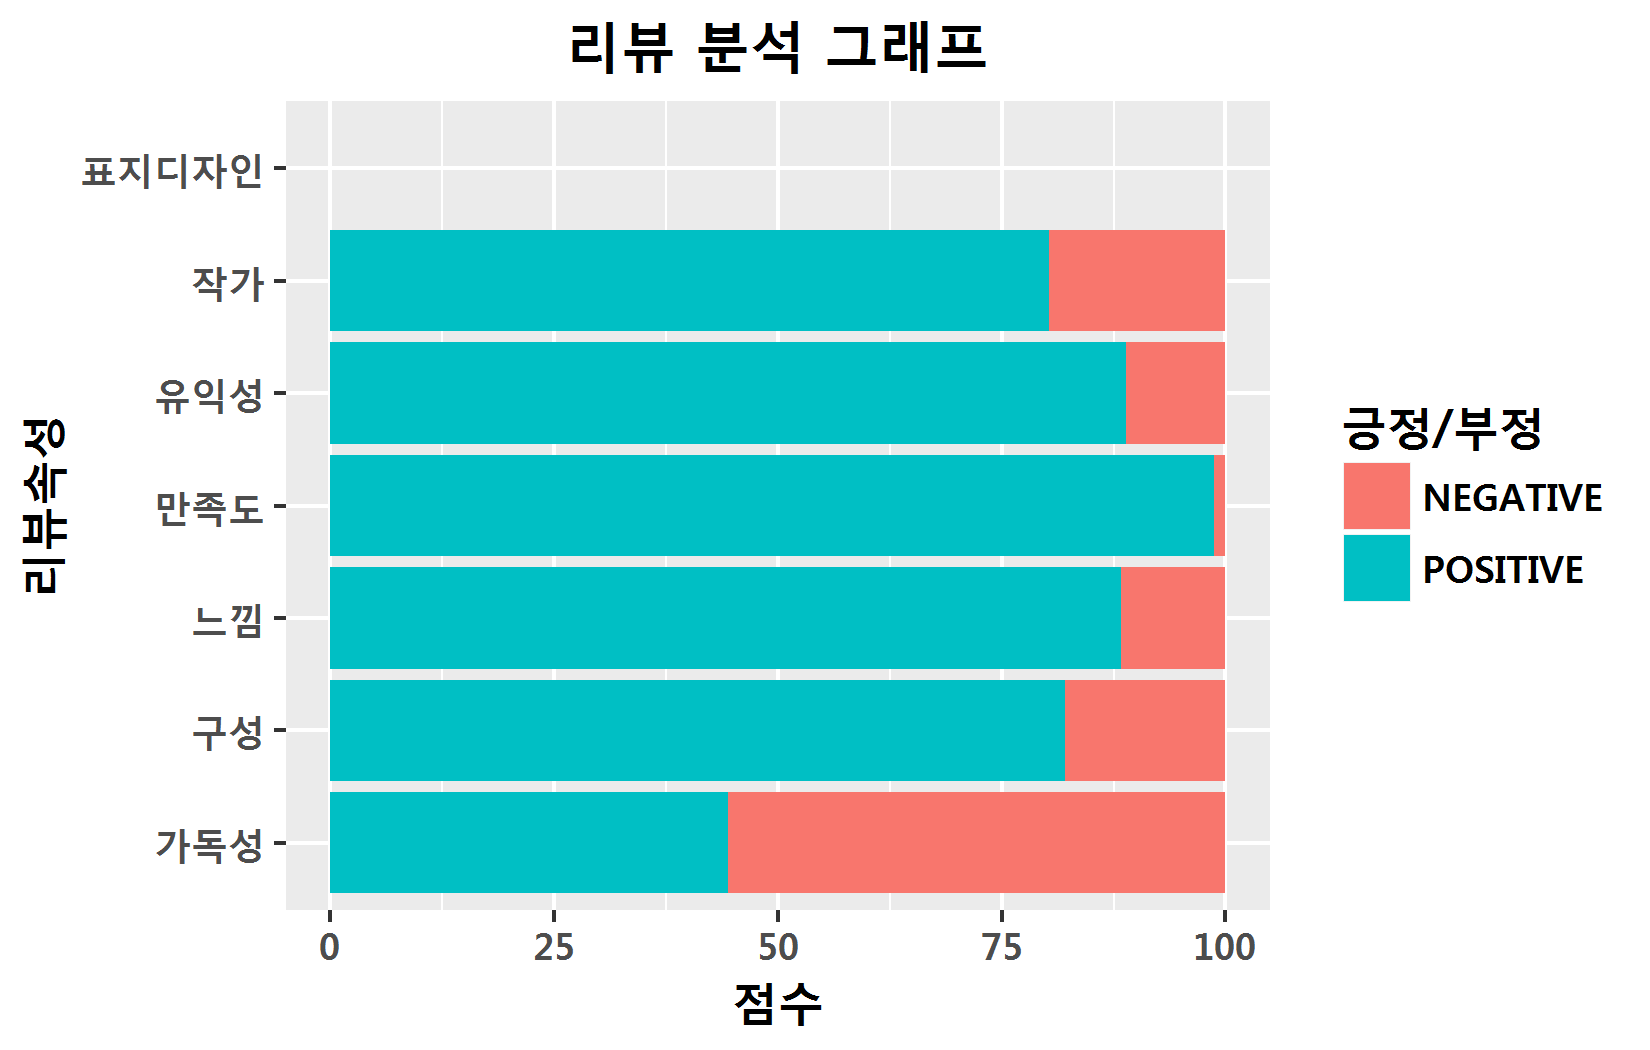 리뷰 분석 그래프
리뷰속성
표지디자인
작가
유익성
만족도
느낌
구성
가독성
0 25 50 75 100
점수
긍정/부정
NEGATIVE
POSITIVE